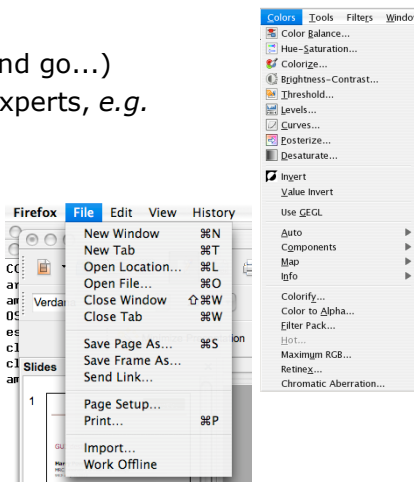 nd go...)
xperts, e.g.
Firefox File Edit View History
New Window ⌘N
New Tab ⌘T
Open Location... ⌘L
Open File... ⌘O
Close Window ⇧⌘W
Close Tab ⌘W
Save Page As... ⌘S
Save Frame As...
Send Link...
Page Setup...
Print... ⌘P
Import...
Work Offline
Verda
Slides
1
ion
Colors Tools Filters Windo
Color Balance...
Hue-Saturation...
Colorize...
Brightness-Contrast...
Threshold...
Levels...
Curves...
Posterize...
Desaturate...
Invert
Value Invert
Use GEGL
Auto
Components
Map
Info
Colorify...
Color to Alpha...
Filter Pack...
Hot...
Maximum RGB...
Retinex...
Chromatic Aberration...